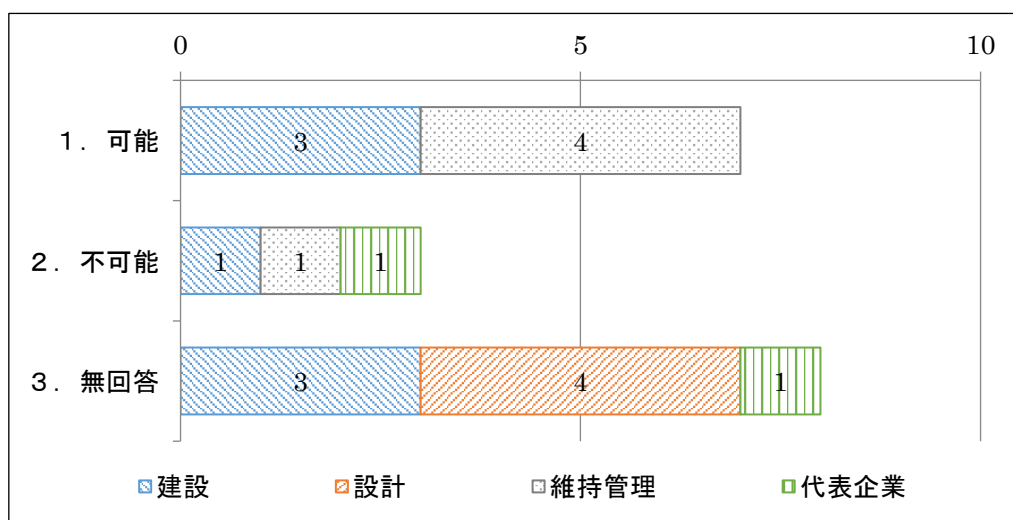 0 5 10
１．可能 3 4
２．不可能 1 1 1
３．無回答 3 4 1
建設 設計 維持管理 代表企業